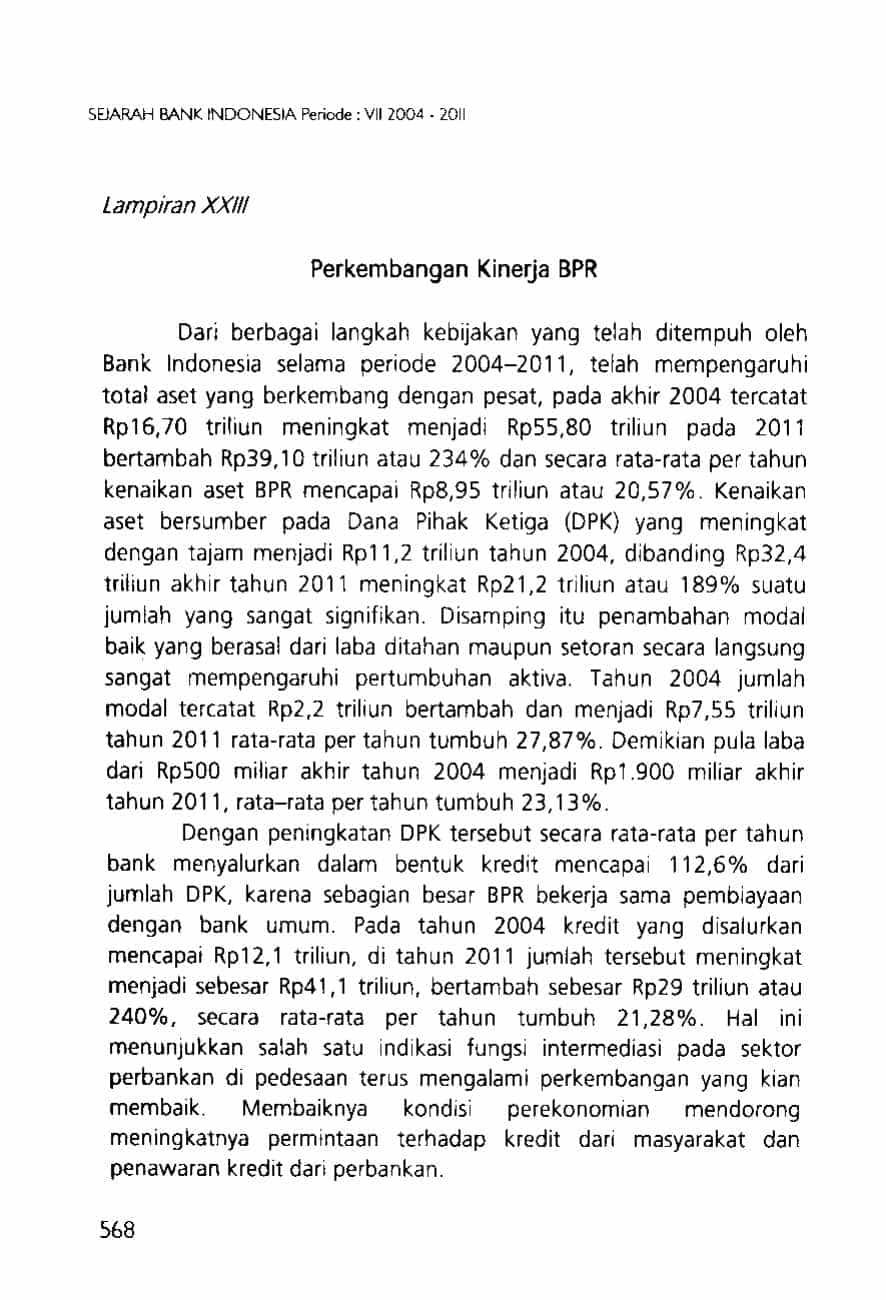 SEJARAH BANK INDONESIA Periode : VII 2004 - 2011
Lampiran XXIII
Perkembangan Kinerja BPR
Dari berbagai langkah kebijakan yang telah ditempuh oleh
Bank Indonesia selama periode 2004–2011, telah mempengaruhi
total aset yang berkembang dengan pesat, pada akhir 2004 tercatat
Rp16,70 triliun meningkat menjadi Rp55,80 triliun pada 2011
bertambah Rp39,10 triliun atau 234% dan secara rata-rata per tahun
kenaikan aset BPR mencapai Rp8,95 triliun atau 20,57%. Kenaikan
aset bersumber pada Dana Pihak Ketiga (DPK) yang meningkat
dengan tajam menjadi Rp11,2 triliun tahun 2004, dibanding Rp32,4
triliun akhir tahun 2011 meningkat Rp21,2 triliun atau 189% suatu
jumlah yang sangat signifikan. Disamping itu penambahan modal
baik yang berasal dari laba ditahan maupun setoran secara langsung
sangat mempengaruhi pertumbuhan aktiva. Tahun 2004 jumlah
modal tercatat Rp2,2 triliun bertambah dan menjadi Rp7,55 triliun
tahun 2011 rata-rata per tahun tumbuh 27,87%. Demikian pula laba
dari Rp500 miliar akhir tahun 2004 menjadi Rp1.900 miliar akhir
tahun 2011, rata–rata per tahun tumbuh 23,13%.
Dengan peningkatan DPK tersebut secara rata-rata per tahun
bank menyalurkan dalam bentuk kredit mencapai 112,6% dari
jumlah DPK, karena sebagian besar BPR bekerja sama pembiayaan
dengan bank umum. Pada tahun 2004 kredit yang disalurkan
mencapai Rp12,1 triliun, di tahun 2011 jumlah tersebut meningkat
menjadi sebesar Rp41,1 triliun, bertambah sebesar Rp29 triliun atau
240%, secara rata-rata per tahun tumbuh 21,28%. Hal ini
menunjukkan salah satu indikasi fungsi intermediasi pada sektor
perbankan di pedesaan terus mengalami perkembangan yang kian
membaik. Membaiknya kondisi perekonomian mendorong
meningkatnya permintaan terhadap kredit dari masyarakat dan
penawaran kredit dari perbankan.
568